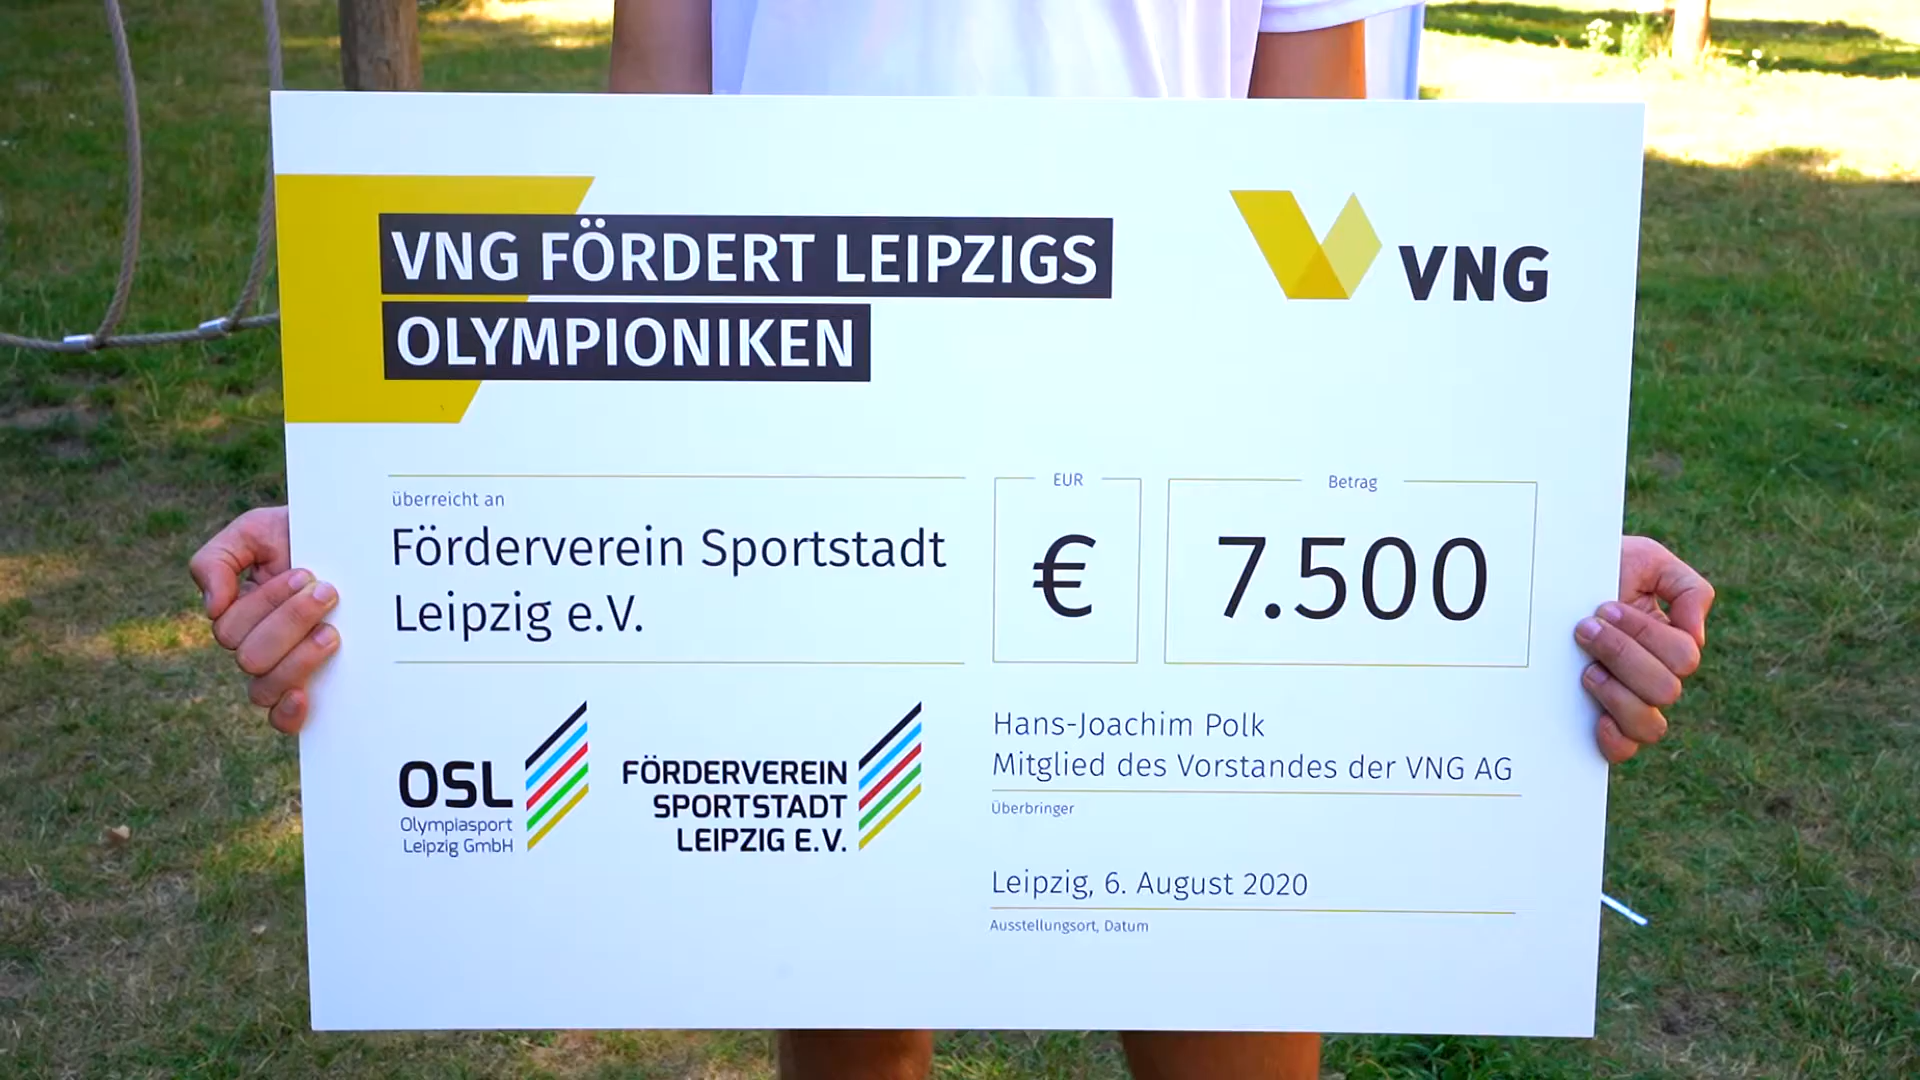 VNG FÖRDERT LEIPZIGS
OLYMPIONIKEN
VNG
überreicht an
Förderverein Sportstadt
Leipzig e.V.
EUR
€
Betrag
7.500
OSL
Olympiasport
Leipzig GmbH
FÖRDERVEREIN
SPORTSTADT
LEIPZIG E.V.
Hans-Joachim Polk
Mitglied des Vorstandes der VNG AG
Überbringer
Leipzig, 6. August 2020
Ausstellungsort, Datum